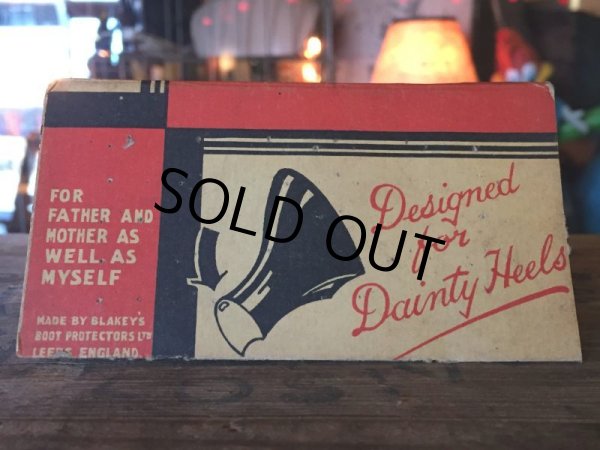 FOR
FATHER AND
MOTHER AS
WELL AS
MYSELF
MADE BY BLAKEY'S
BOOT PROTECTORS LTD
LEEDS, ENGLAND.
SOLD OUT
Designed
for
Dainty Heels